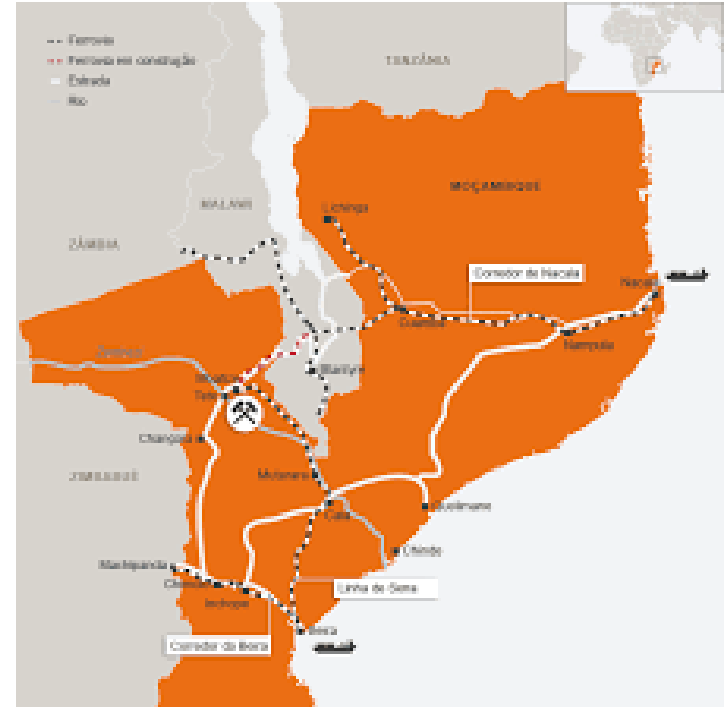 Ferrovia
Ferrovia em construção
Estrada
Rio
TANZÂNIA
MOÇAMBIQUE
MALAWI
Lichinga
ZÂMBIA
Corredor de Nacala
Nacala
Cuamba
Nampula
Zambeze
Blantyre
Moatize
Tete
Changara
ZIMBABUÉ
Mutarara
Quelimane
Caia
Chinde
Machipanda
Linha do Sena
Chimoio
Inchope
Beira
Corredor da Beira